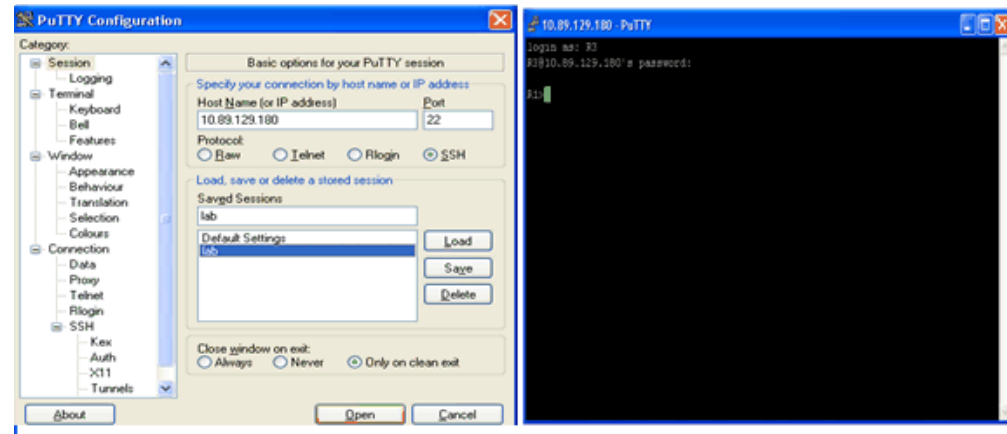 PuTTY Configuration
Category:
Session
Logging
Terminal
Keyboard
Bell
Features
Window
Appearance
Behaviour
Translation
Selection
Colours
Connection
Data
Proxy
Telnet
Rlogin
SSH
Kex
Auth
X11
Tunnels
Basic options for your PuTTY session
Specify your connection by host name or IP address
Host Name (or IP address) Port
10.89.129.180 22
Protocol:
Raw Telnet Rlogin SSH
Load, save or delete a stored session
Saved Sessions
lab
Default Settings
lab
Load
Save
Delete
Close window on exit:
Always Never Only on clean exit
About Open Cancel
10.89.129.180 - PuTTY
login as: R3
R3@10.89.129.180's password:
R1>